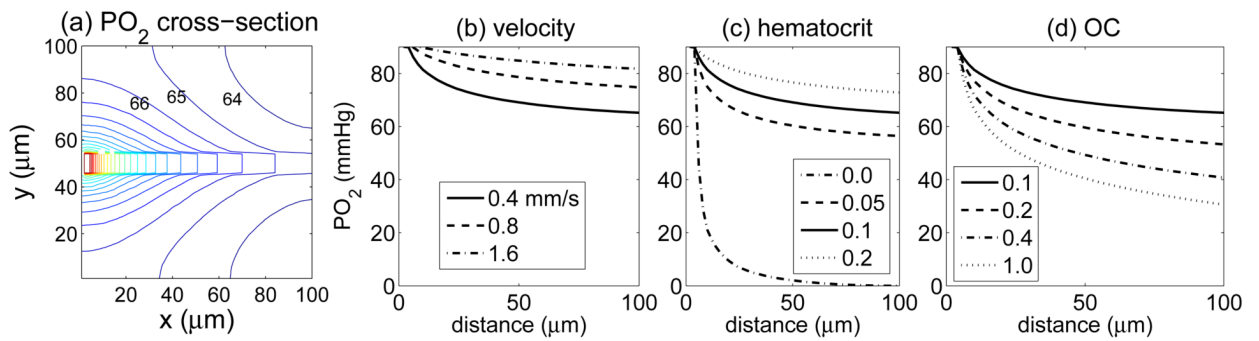 (a) PO2 cross−section
100
80
60
40
20
y (μm)
66
65
64
20 40 60 80 100
x (μm)
(b) velocity
80
60
40
20
0
PO2 (mmHg)
0.4 mm/s
0.8
1.6
0 50 100
distance (μm)
(c) hematocrit
80
60
40
20
0
0.0
0.05
0.1
0.2
0 50 100
distance (μm)
(d) OC
80
60
40
20
0
0.1
0.2
0.4
1.0
0 50 100
distance (μm)